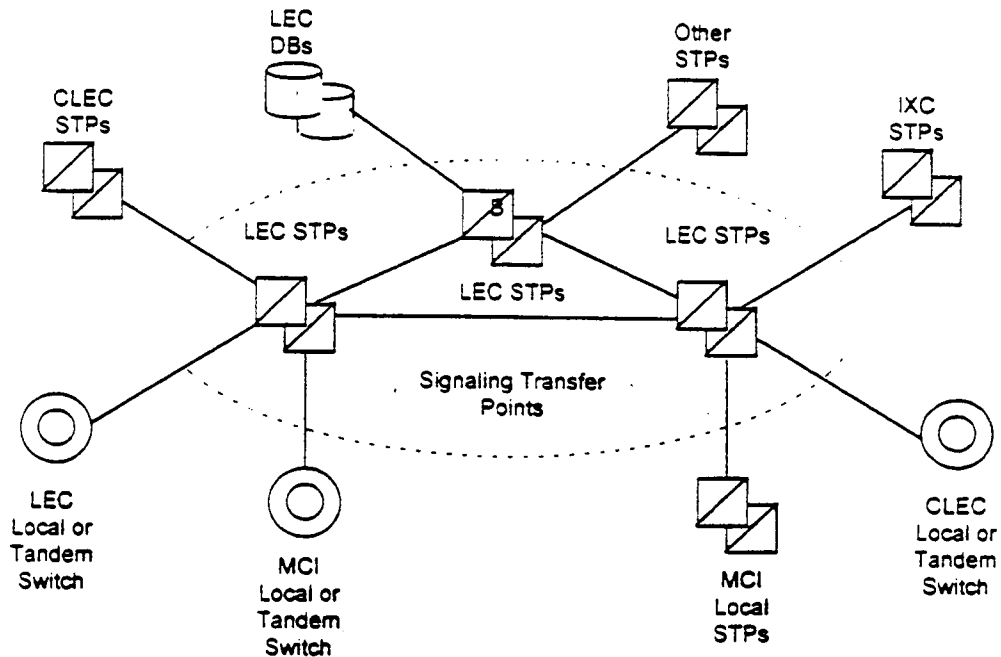 LEC
DBs
Other
STPs
CLEC
STPs
IXC
STPs
LEC STPs
LEC STPs
LEC STPs
Signaling Transfer
Points
LEC
Local or
Tandem
Switch
MCI
Local or
Tandem
Switch
MCI
Local
STPs
CLEC
Local or
Tandem
Switch